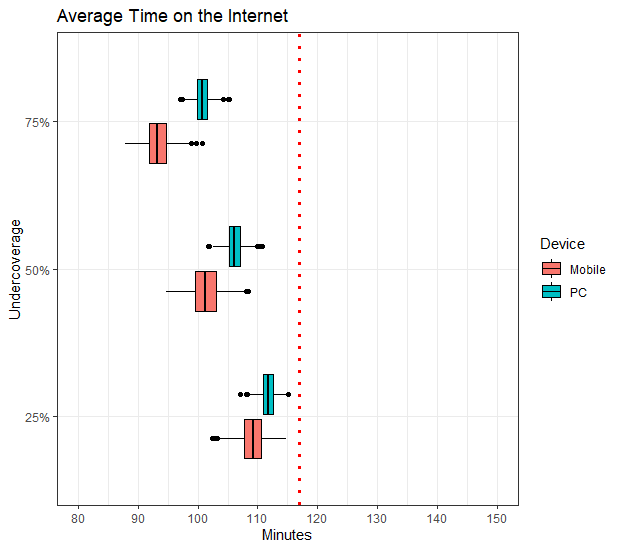 Average Time on the Internet
Undercoverage
75%
50%
25%
80 90 100 110 120 130 140 150
Minutes
Device
Mobile
PC